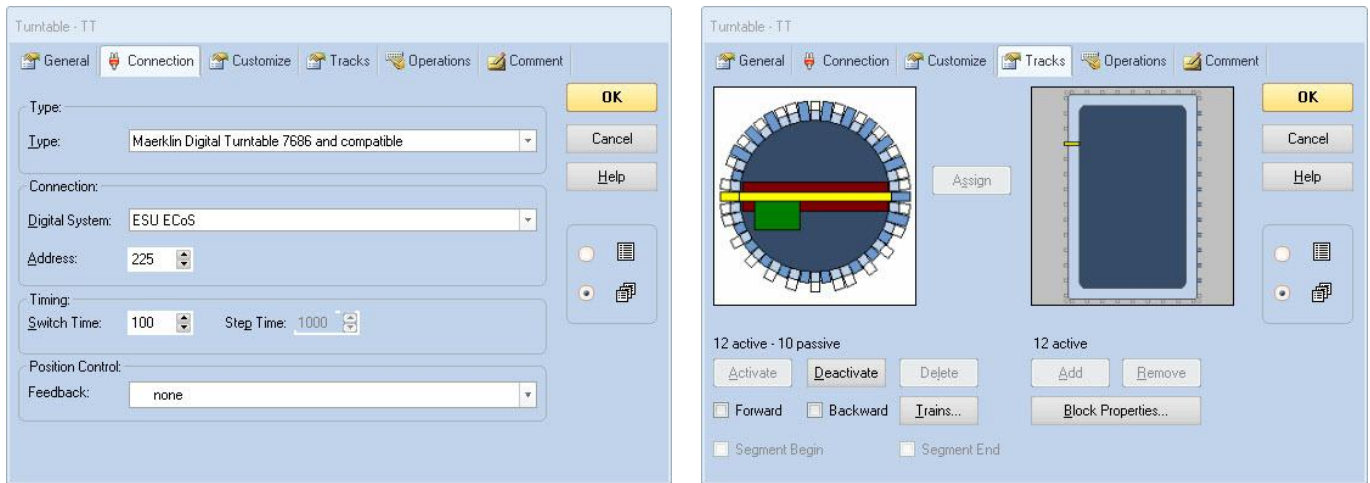 Turntable - TT
General Connection Customize Tracks Operations Comment
Type:
Type: Maerklin Digital Turntable 7686 and compatible
Connection:
Digital System: ESU ECoS
Address: 225
Timing:
Switch Time: 100 Step Time: 1000
Position Control:
Feedback: none
OK
Cancel
Help
Turntable - TT
General Connection Customize Tracks Operations Comment
Assign
12 active - 10 passive
Activate Deactivate Delete
Forward Backward Trains...
Segment Begin Segment End
12 active
Add Remove
Block Properties...
OK
Cancel
Help